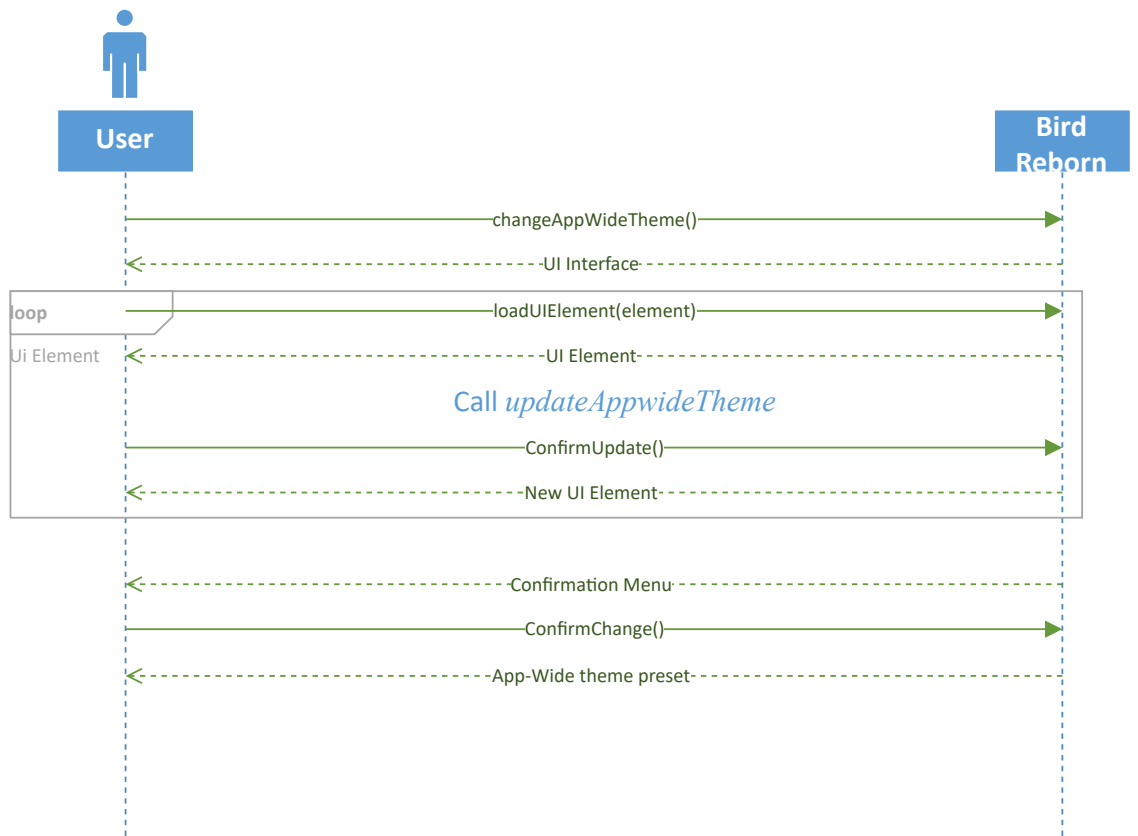 User
Bird
Reborn
changeAppWideTheme()
UI Interface
loop
loadUIElement(element)
Ui Element
UI Element
Call updateAppwideTheme
ConfirmUpdate()
New UI Element
Confirmation Menu
ConfirmChange()
App-Wide theme preset